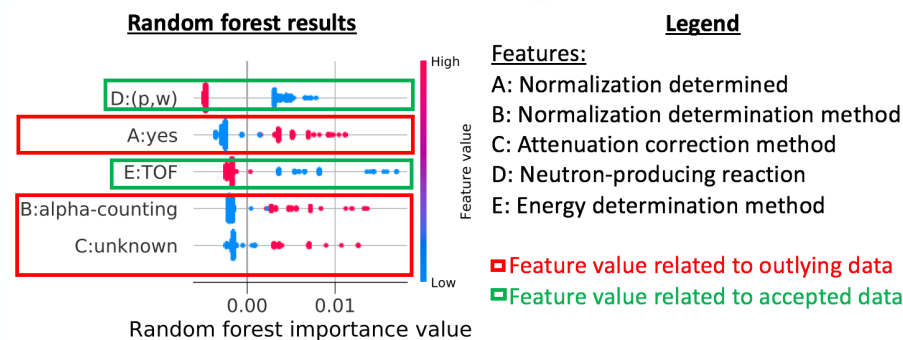 Random forest results
High
D:(p,w)
A:yes
E:TOF
B:alpha-counting
C:unknown
Feature value
Low
0.00 0.01
Random forest importance value
Legend
Features:
A: Normalization determined
B: Normalization determination method
C: Attenuation correction method
D: Neutron-producing reaction
E: Energy determination method
Feature value related to outlying data
Feature value related to accepted data